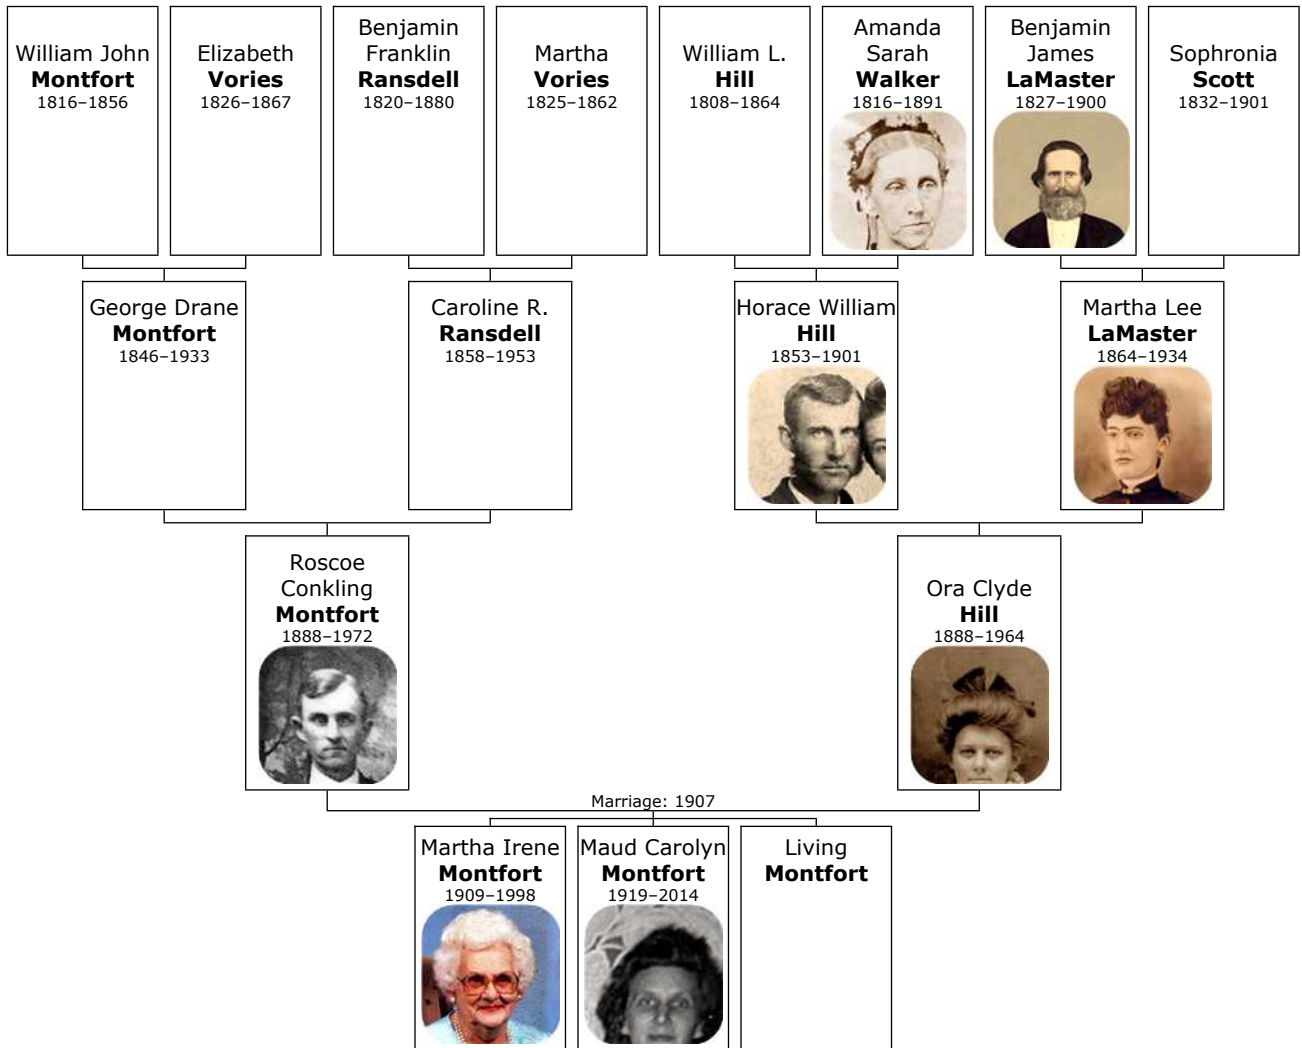 William John
Montfort
1816–1856
Elizabeth
Vories
1826–1867
Benjamin
Franklin
Ransdell
1820–1880
Martha
Vories
1825–1862
William L.
Hill
1808–1864
Amanda
Sarah
Walker
1816–1891
Benjamin
James
LaMaster
1827–1900
Sophronia
Scott
1832–1901
George Drane
Montfort
1846–1933
Caroline R.
Ransdell
1858–1953
Horace William
Hill
1853–1901
Martha Lee
LaMaster
1864–1934
Roscoe
Conkling
Montfort
1888–1972
Ora Clyde
Hill
1888–1964
Marriage: 1907
Martha Irene
Montfort
1909–1998
Maud Carolyn
Montfort
1919–2014
Living
Montfort